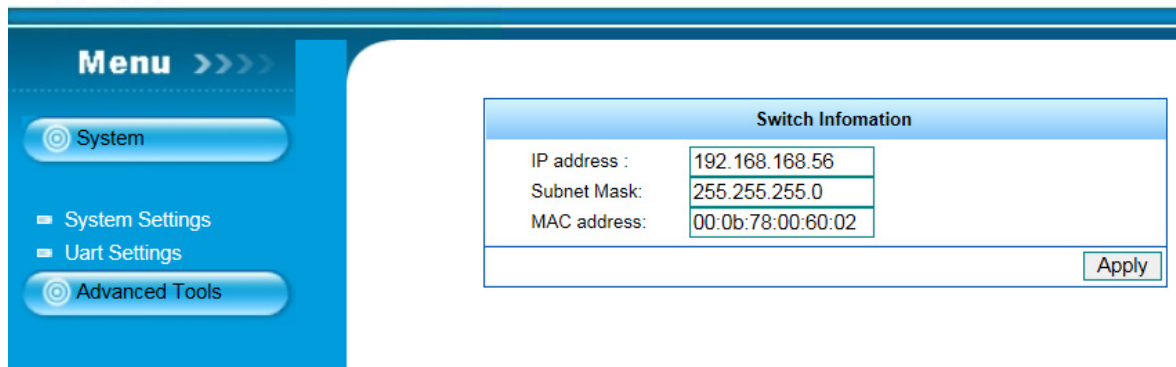 Menu >>>>
System
System Settings
Uart Settings
Advanced Tools
Switch Infomation
IP address : 192.168.168.56
Subnet Mask: 255.255.255.0
MAC address: 00:0b:78:00:60:02
Apply